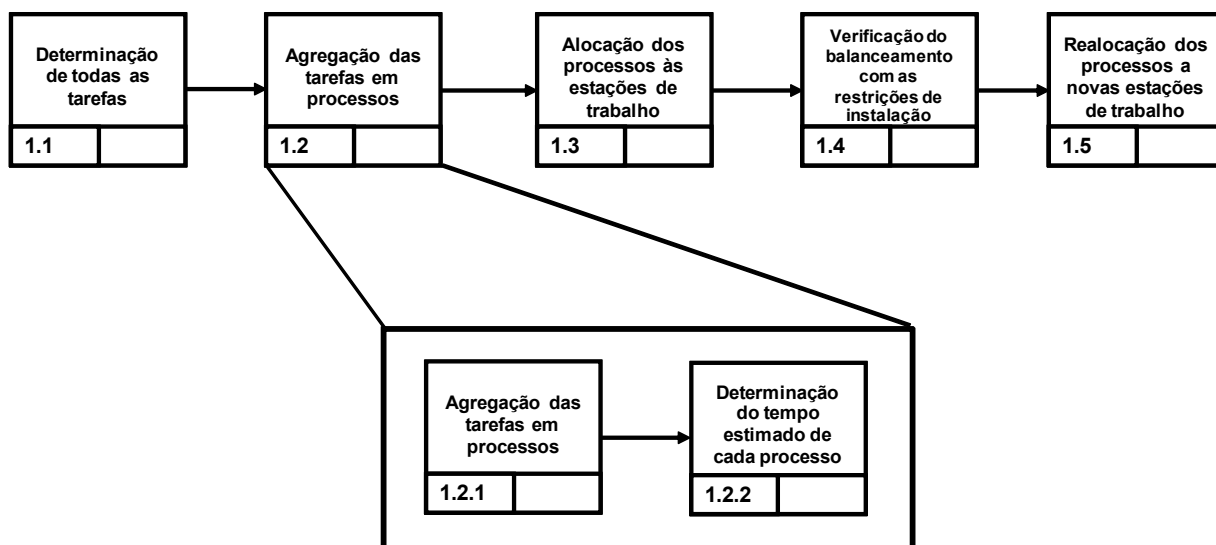 Determinação
de todas as
tarefas
1.1
Agregação das
tarefas em
processos
1.2
Alocação dos
processos às
estações de
trabalho
1.3
Verificação do
balanceamento
com as
restrições de
instalação
1.4
Realocação dos
processos a
novas estações
de trabalho
1.5
Agregação das
tarefas em
processos
1.2.1
Determinação
do tempo
estimado de
cada processo
1.2.2